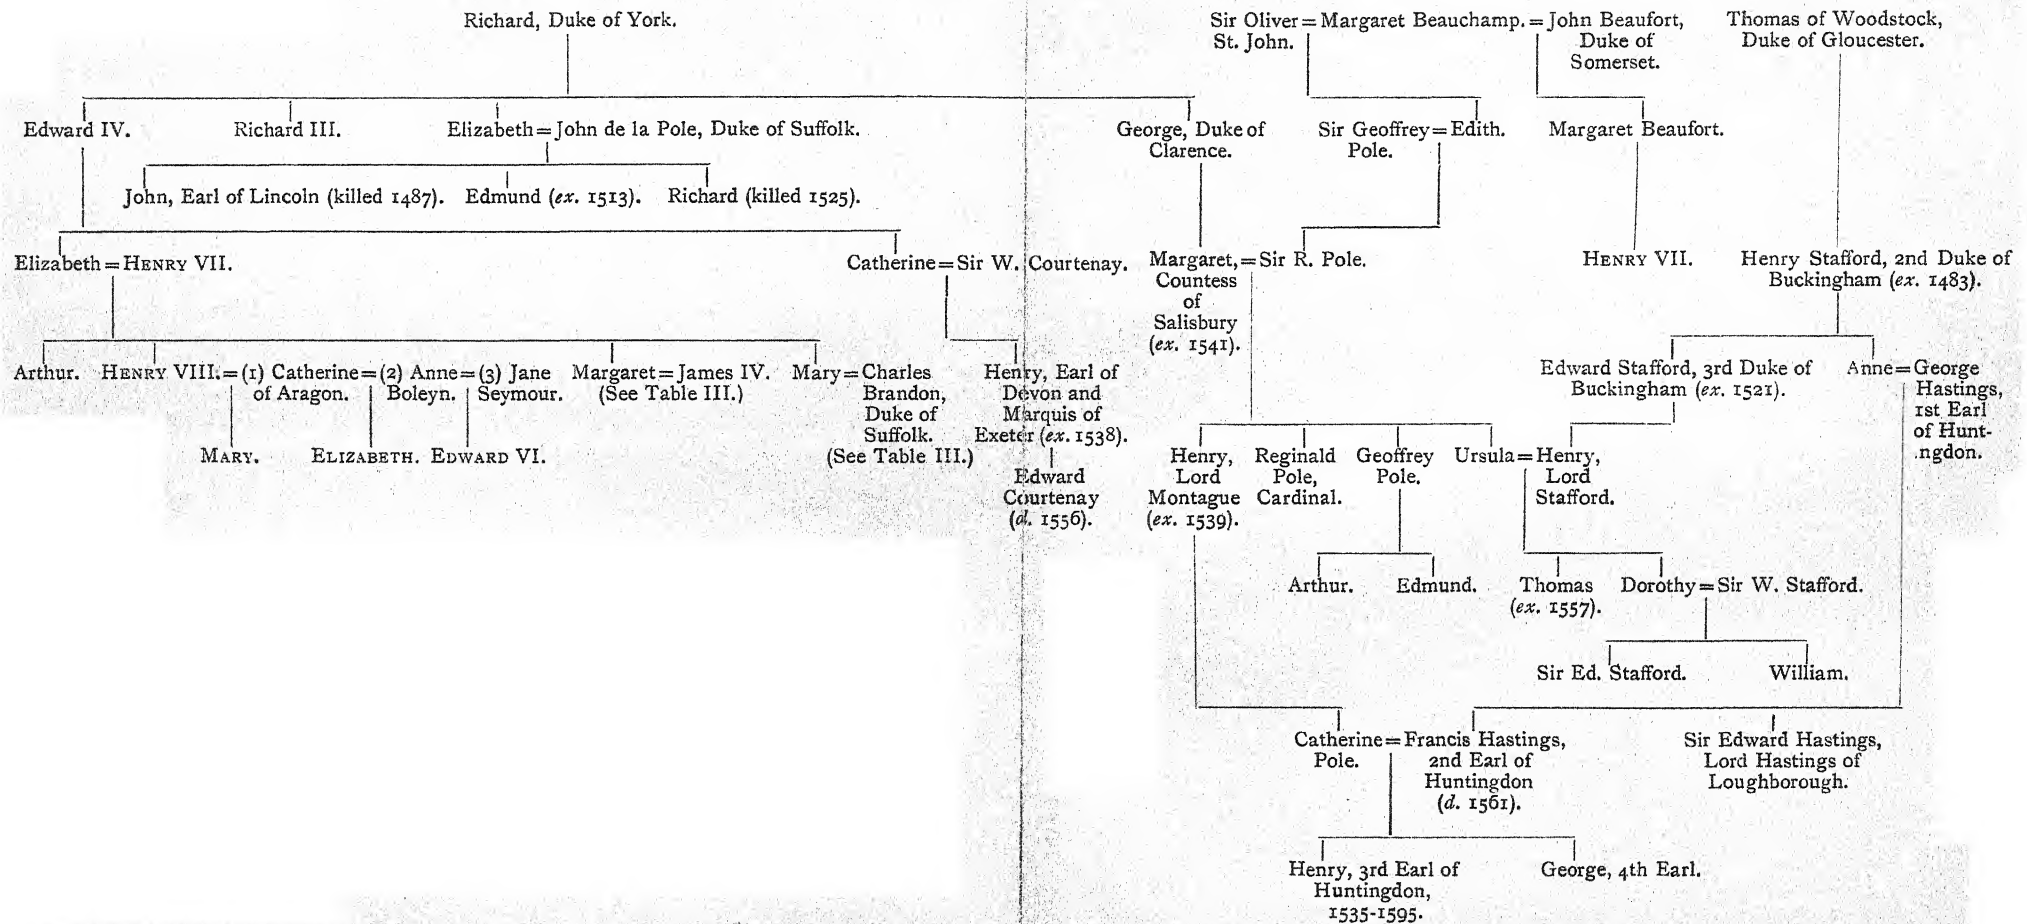 Richard, Duke of York.
Sir Oliver = Margaret Beauchamp. = John Beaufort,
St. John.
Duke of
Somerset.
Thomas of Woodstock,
Duke of Gloucester.
Edward IV.
Richard III.
Elizabeth = John de la Pole, Duke of Suffolk.
George, Duke of
Clarence.
Sir Geoffrey = Edith.
Pole.
Margaret Beaufort.
John, Earl of Lincoln (killed 1487).
Edmund (ex. 1513).
Richard (killed 1525).
Elizabeth = HENRY VII.
Catherine = Sir W. Courtenay.
Margaret, = Sir R. Pole.
Countess
of
Salisbury
(ex. 1541).
HENRY VII.
Henry Stafford, 2nd Duke of
Buckingham (ex. 1483).
Arthur.
HENRY VIII. = (1) Catherine = (2) Anne = (3) Jane
of Aragon.
Boleyn.
Seymour.
Margaret = James IV.
(See Table III.)
Mary = Charles
Brandon,
Duke of
Suffolk.
(See Table III.)
Henry, Earl of
Devon and
Marquis of
Exeter (ex. 1538).
Edward Stafford, 3rd Duke of
Buckingham (ex. 1521).
Anne = George
Hastings,
1st Earl
of Hunt-
ngdon.
MARY.
ELIZABETH.
EDWARD VI.
Edward
Courtenay
(d. 1556).
Henry,
Lord
Montague
(ex. 1539).
Reginald
Pole,
Cardinal.
Geoffrey
Pole.
Ursula = Henry,
Lord
Stafford.
Arthur.
Edmund.
Thomas
(ex. 1557).
Dorothy = Sir W. Stafford.
Sir Ed. Stafford.
William.
Catherine = Francis Hastings,
Pole.
2nd Earl of
Huntingdon
(d. 1561).
Sir Edward Hastings,
Lord Hastings of
Loughborough.
Henry, 3rd Earl of
Huntingdon,
1535-1595.
George, 4th Earl.